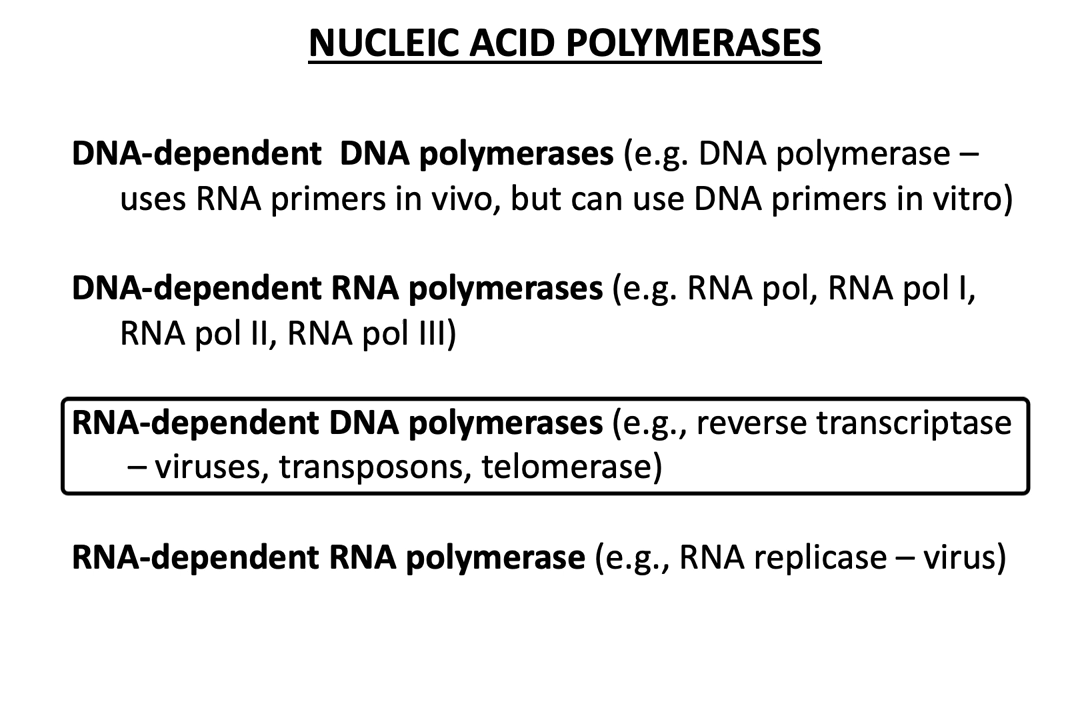 NUCLEIC ACID POLYMERASES
DNA-dependent  DNA polymerases (e.g. DNA polymerase –
uses RNA primers in vivo, but can use DNA primers in vitro)
DNA-dependent RNA polymerases (e.g. RNA pol, RNA pol I,
RNA pol II, RNA pol III)
RNA-dependent DNA polymerases (e.g., reverse transcriptase
– viruses, transposons, telomerase)
RNA-dependent RNA polymerase (e.g., RNA replicase – virus)